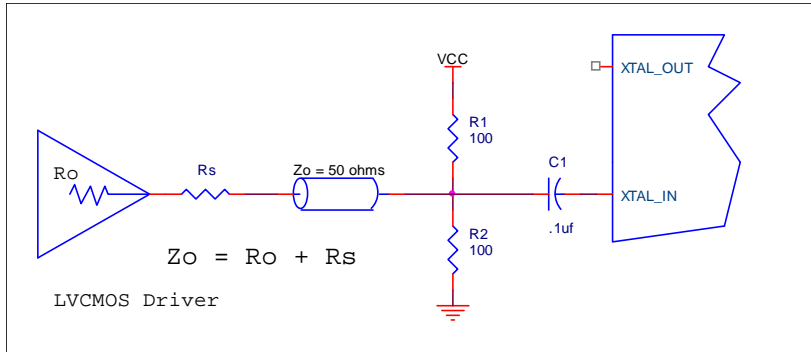 VCC
XTAL_OUT
R1
100
Ro
Rs
Zo = 50 ohms
C1
XTAL_IN
.1uf
R2
100
Zo = Ro + Rs
LVCMOS Driver